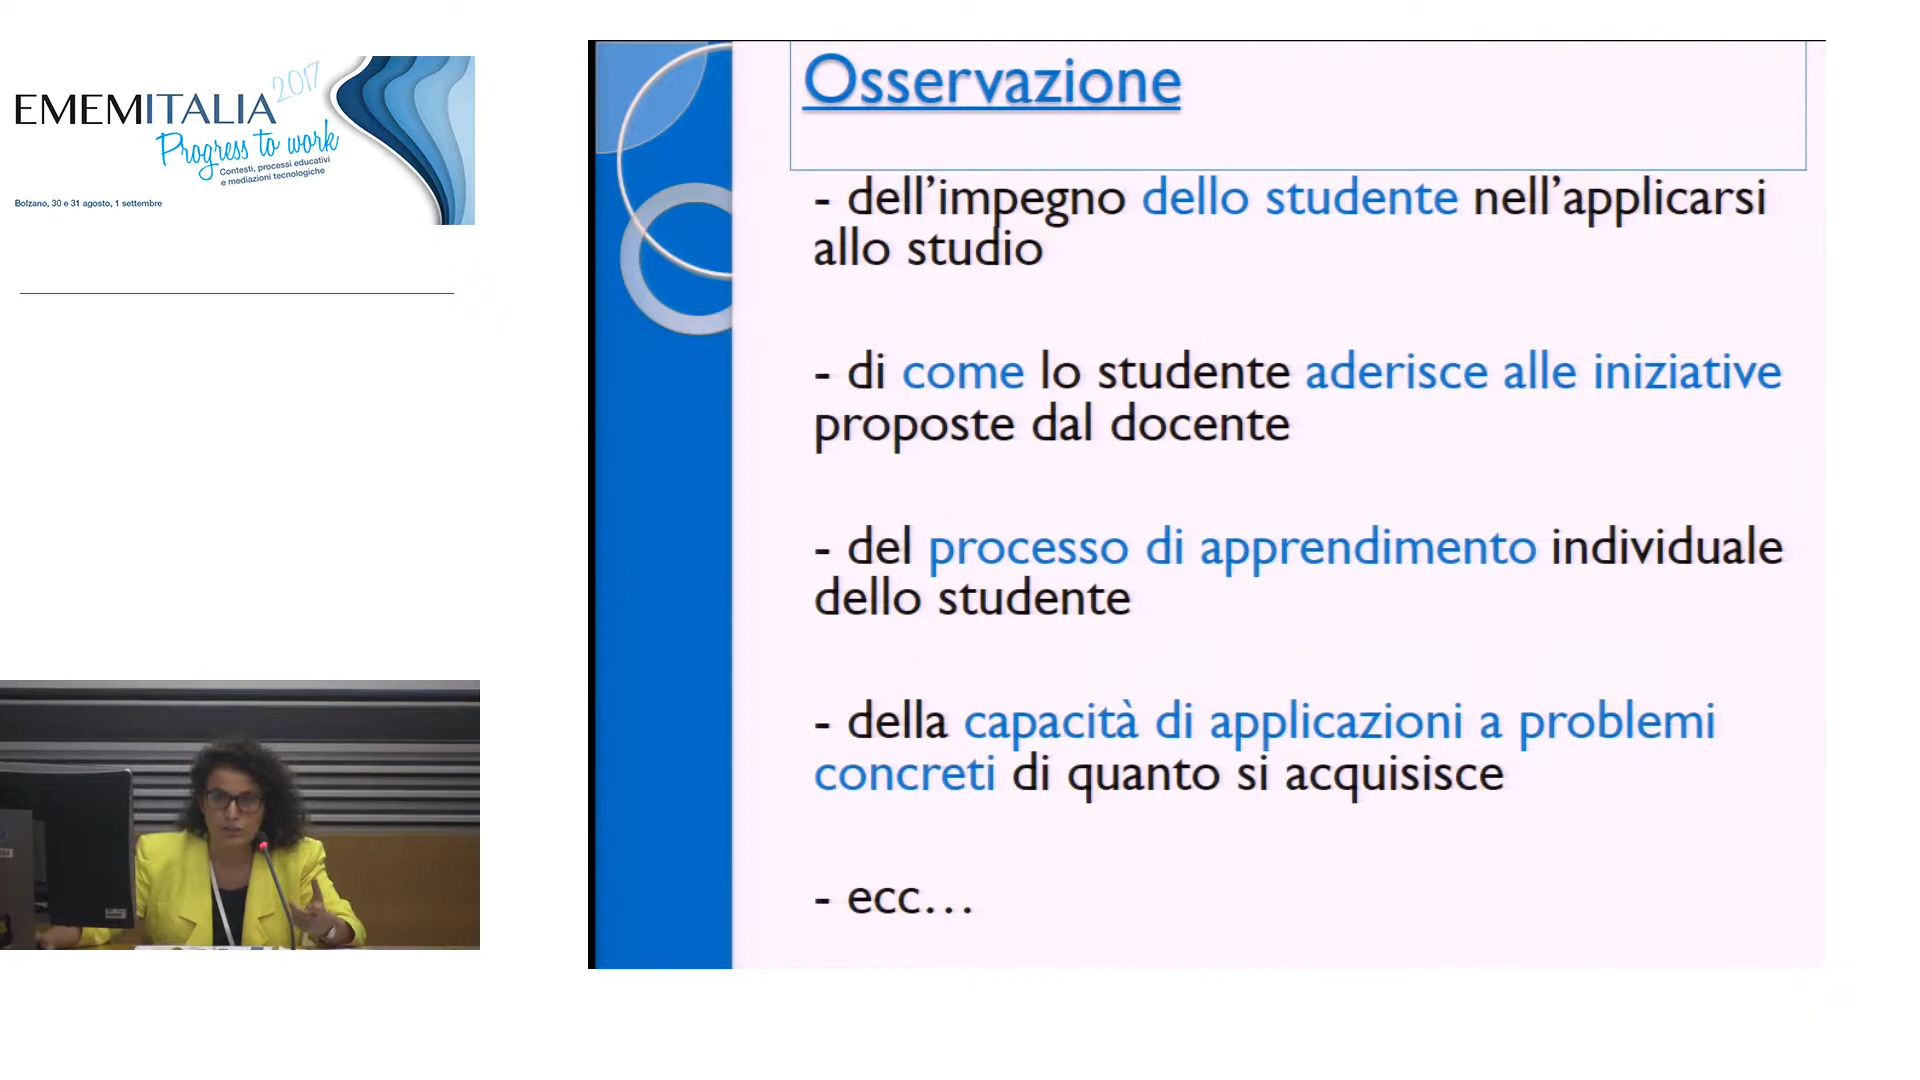 EMEMITALIA 2017
Progress to work
Contesti, processi educativi
e mediazioni tecnologiche
Bolzano, 30 e 31 agosto, 1 settembre
Osservazione
- dell’impegno dello studente nell’applicarsi
allo studio
- di come lo studente aderisce alle iniziative
proposte dal docente
- del processo di apprendimento individuale
dello studente
- della capacità di applicazioni a problemi
concreti di quanto si acquisisce
- ecc…